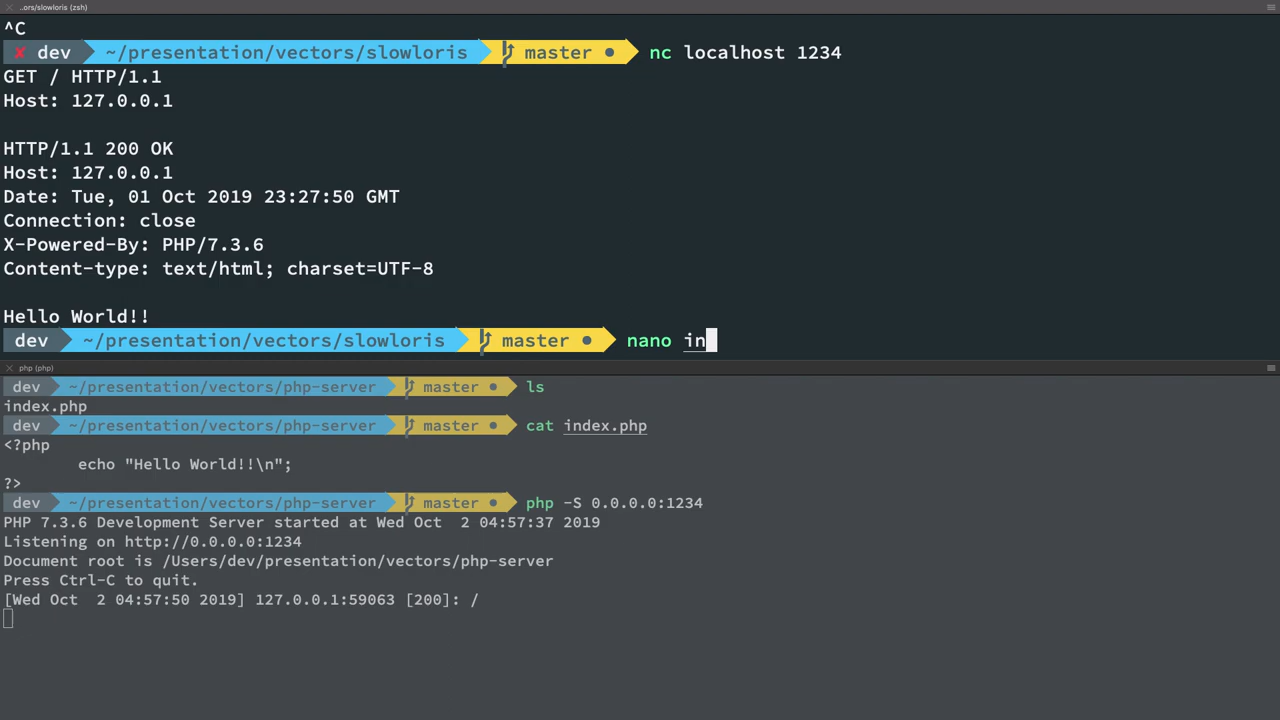 ..ors/slowloris (zsh)
^C
✘ dev ~/presentation/vectors/slowloris master ● nc localhost 1234
GET / HTTP/1.1
Host: 127.0.0.1
HTTP/1.1 200 OK
Host: 127.0.0.1
Date: Tue, 01 Oct 2019 23:27:50 GMT
Connection: close
X-Powered-By: PHP/7.3.6
Content-type: text/html; charset=UTF-8
Hello World!!
dev ~/presentation/vectors/slowloris master ● nano in
php (php)
dev ~/presentation/vectors/php-server master ● ls
index.php
dev ~/presentation/vectors/php-server master ● cat index.php
<?php
echo "Hello World!!\n";
?>
dev ~/presentation/vectors/php-server master ● php -S 0.0.0.0:1234
PHP 7.3.6 Development Server started at Wed Oct  2 04:57:37 2019
Listening on http://0.0.0.0:1234
Document root is /Users/dev/presentation/vectors/php-server
Press Ctrl-C to quit.
[Wed Oct  2 04:57:50 2019] 127.0.0.1:59063 [200]: /